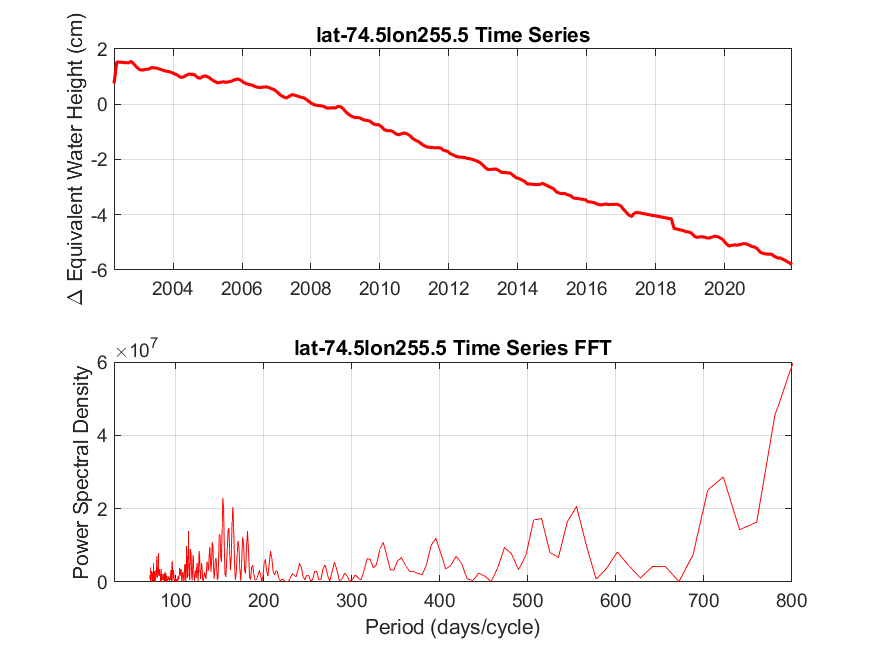 lat-74.5lon255.5 Time Series
Δ Equivalent Water Height (cm)
2
0
-2
-4
-6
2004 2006 2008 2010 2012 2014 2016 2018 2020
lat-74.5lon255.5 Time Series FFT
×10^7
Power Spectral Density
6
4
2
0
100 200 300 400 500 600 700 800
Period (days/cycle)